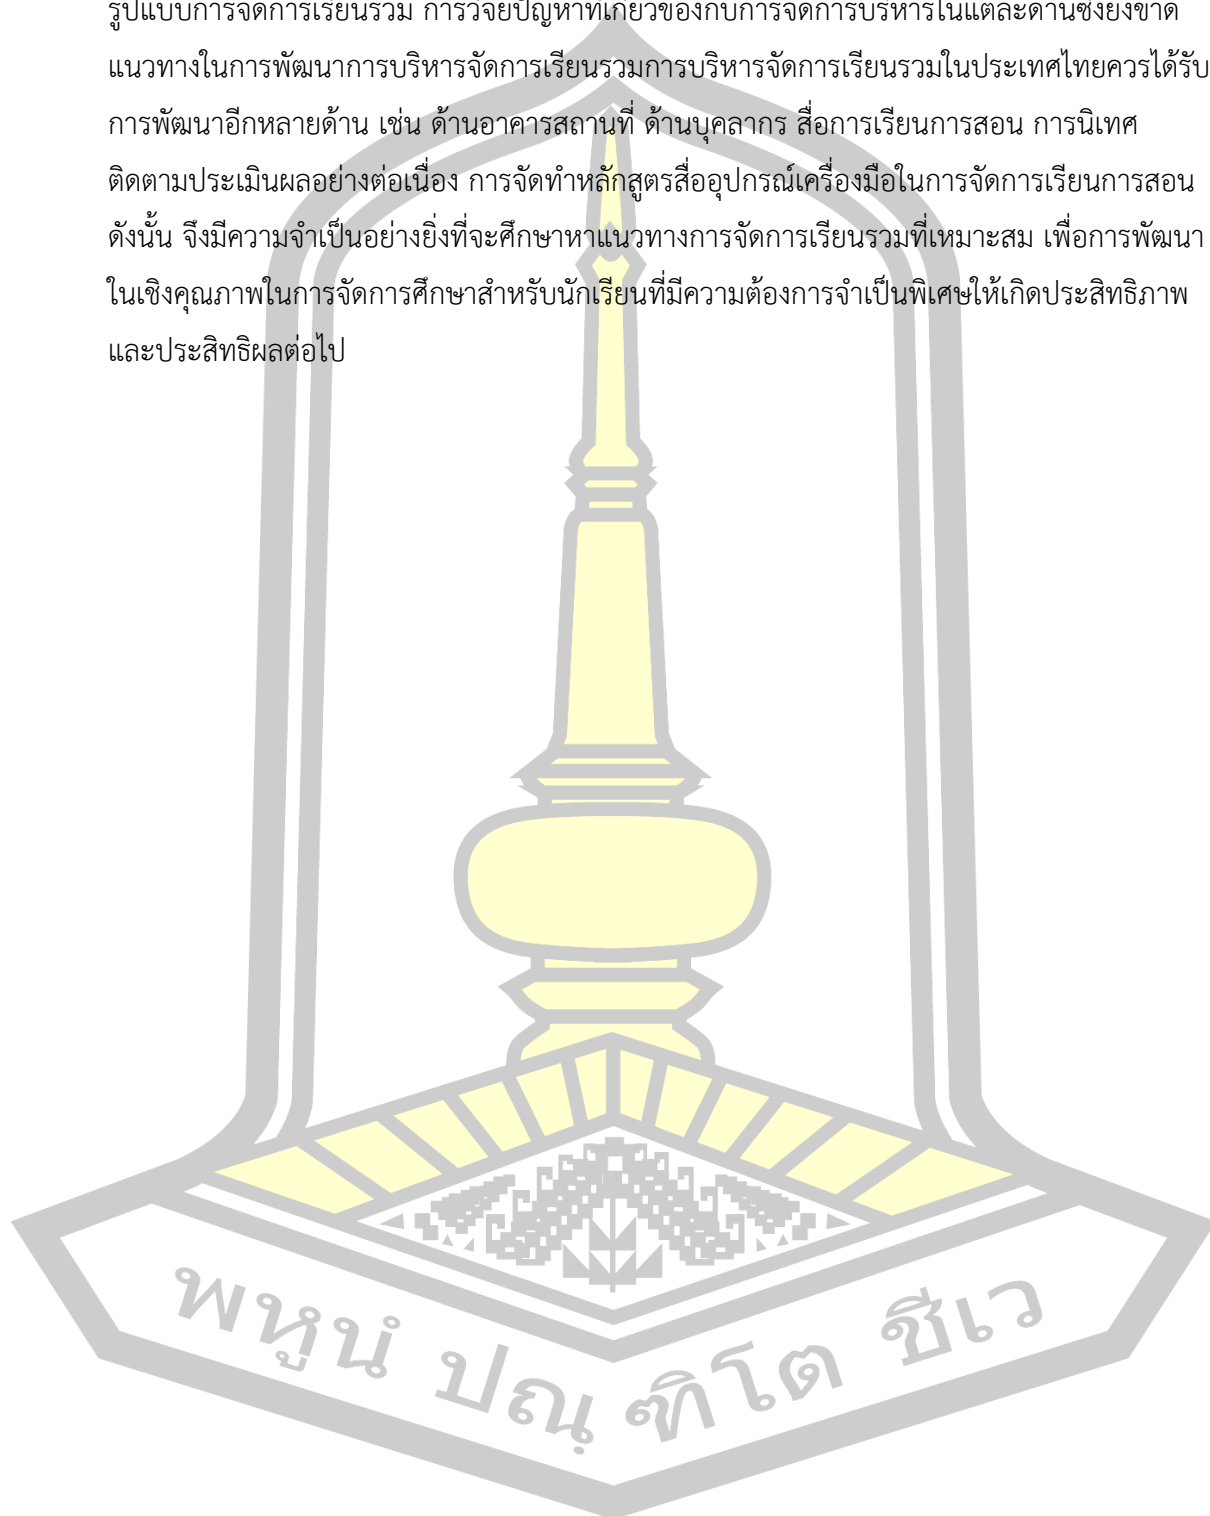 รูปแบบการจัดการเรียนรวม การวิจัยปัญหาที่เกี่ยวข้องกับการจัดการบริหารในแต่ละด้านซึ่งยังขาด
แนวทางในการพัฒนาการบริหารจัดการเรียนรวมการบริหารจัดการเรียนรวมในประเทศไทยควรได้รับ
การพัฒนาอีกหลายด้าน เช่น ด้านอาคารสถานที่ ด้านบุคลากร สื่อการเรียนการสอน การนิเทศ
ติดตามประเมินผลอย่างต่อเนื่อง การจัดทำหลักสูตรสื่ออุปกรณ์เครื่องมือในการจัดการเรียนการสอน
ดังนั้น จึงมีความจำเป็นอย่างยิ่งที่จะศึกษาหาแนวทางการจัดการเรียนรวมที่เหมาะสม เพื่อการพัฒนา
ในเชิงคุณภาพในการจัดการศึกษาสำหรับนักเรียนที่มีความต้องการจำเป็นพิเศษให้เกิดประสิทธิภาพ
และประสิทธิผลต่อไป
พหูนํ ปณฺฑิโต ชีเว